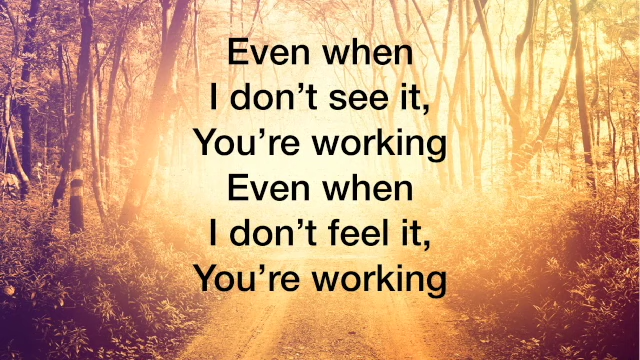 Even when
I don’t see it,
You’re working
Even when
I don’t feel it,
You’re working